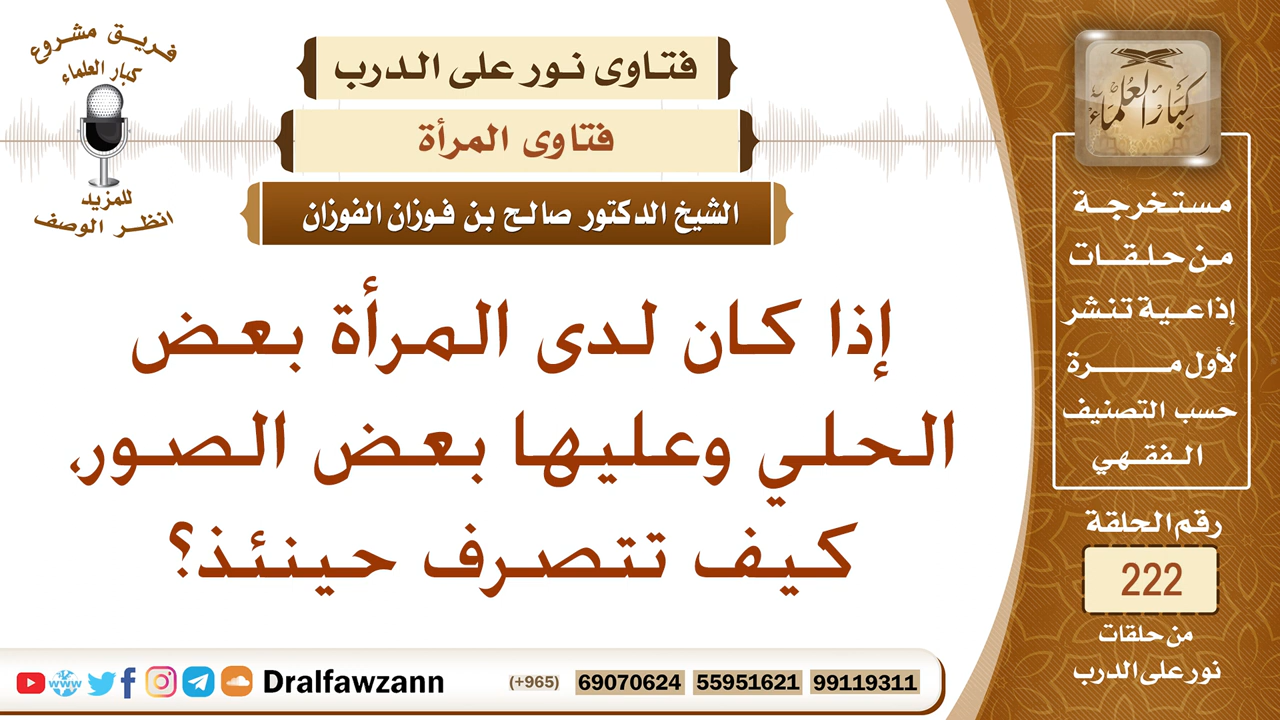 فريق مشروع
كبار العلماء
للمزيد
انظر الوصف
فتاوى نور على الدرب
فتاوى المرأة
الشيخ الدكتور صالح بن فوزان الفوزان
إذا كان لدى المرأة بعض
الحلي وعليها بعض الصور،
كيف تتصرف حينئذ؟
كبار العلماء
مستخرجة
من حلقات
إذاعية تنشر
لأول مرة
حسب التصنيف
الفقهي
رقم الحلقة
222
من حلقات
نور على الدرب
www
Dralfawzann
(+965) 69070624 55951621 99119311